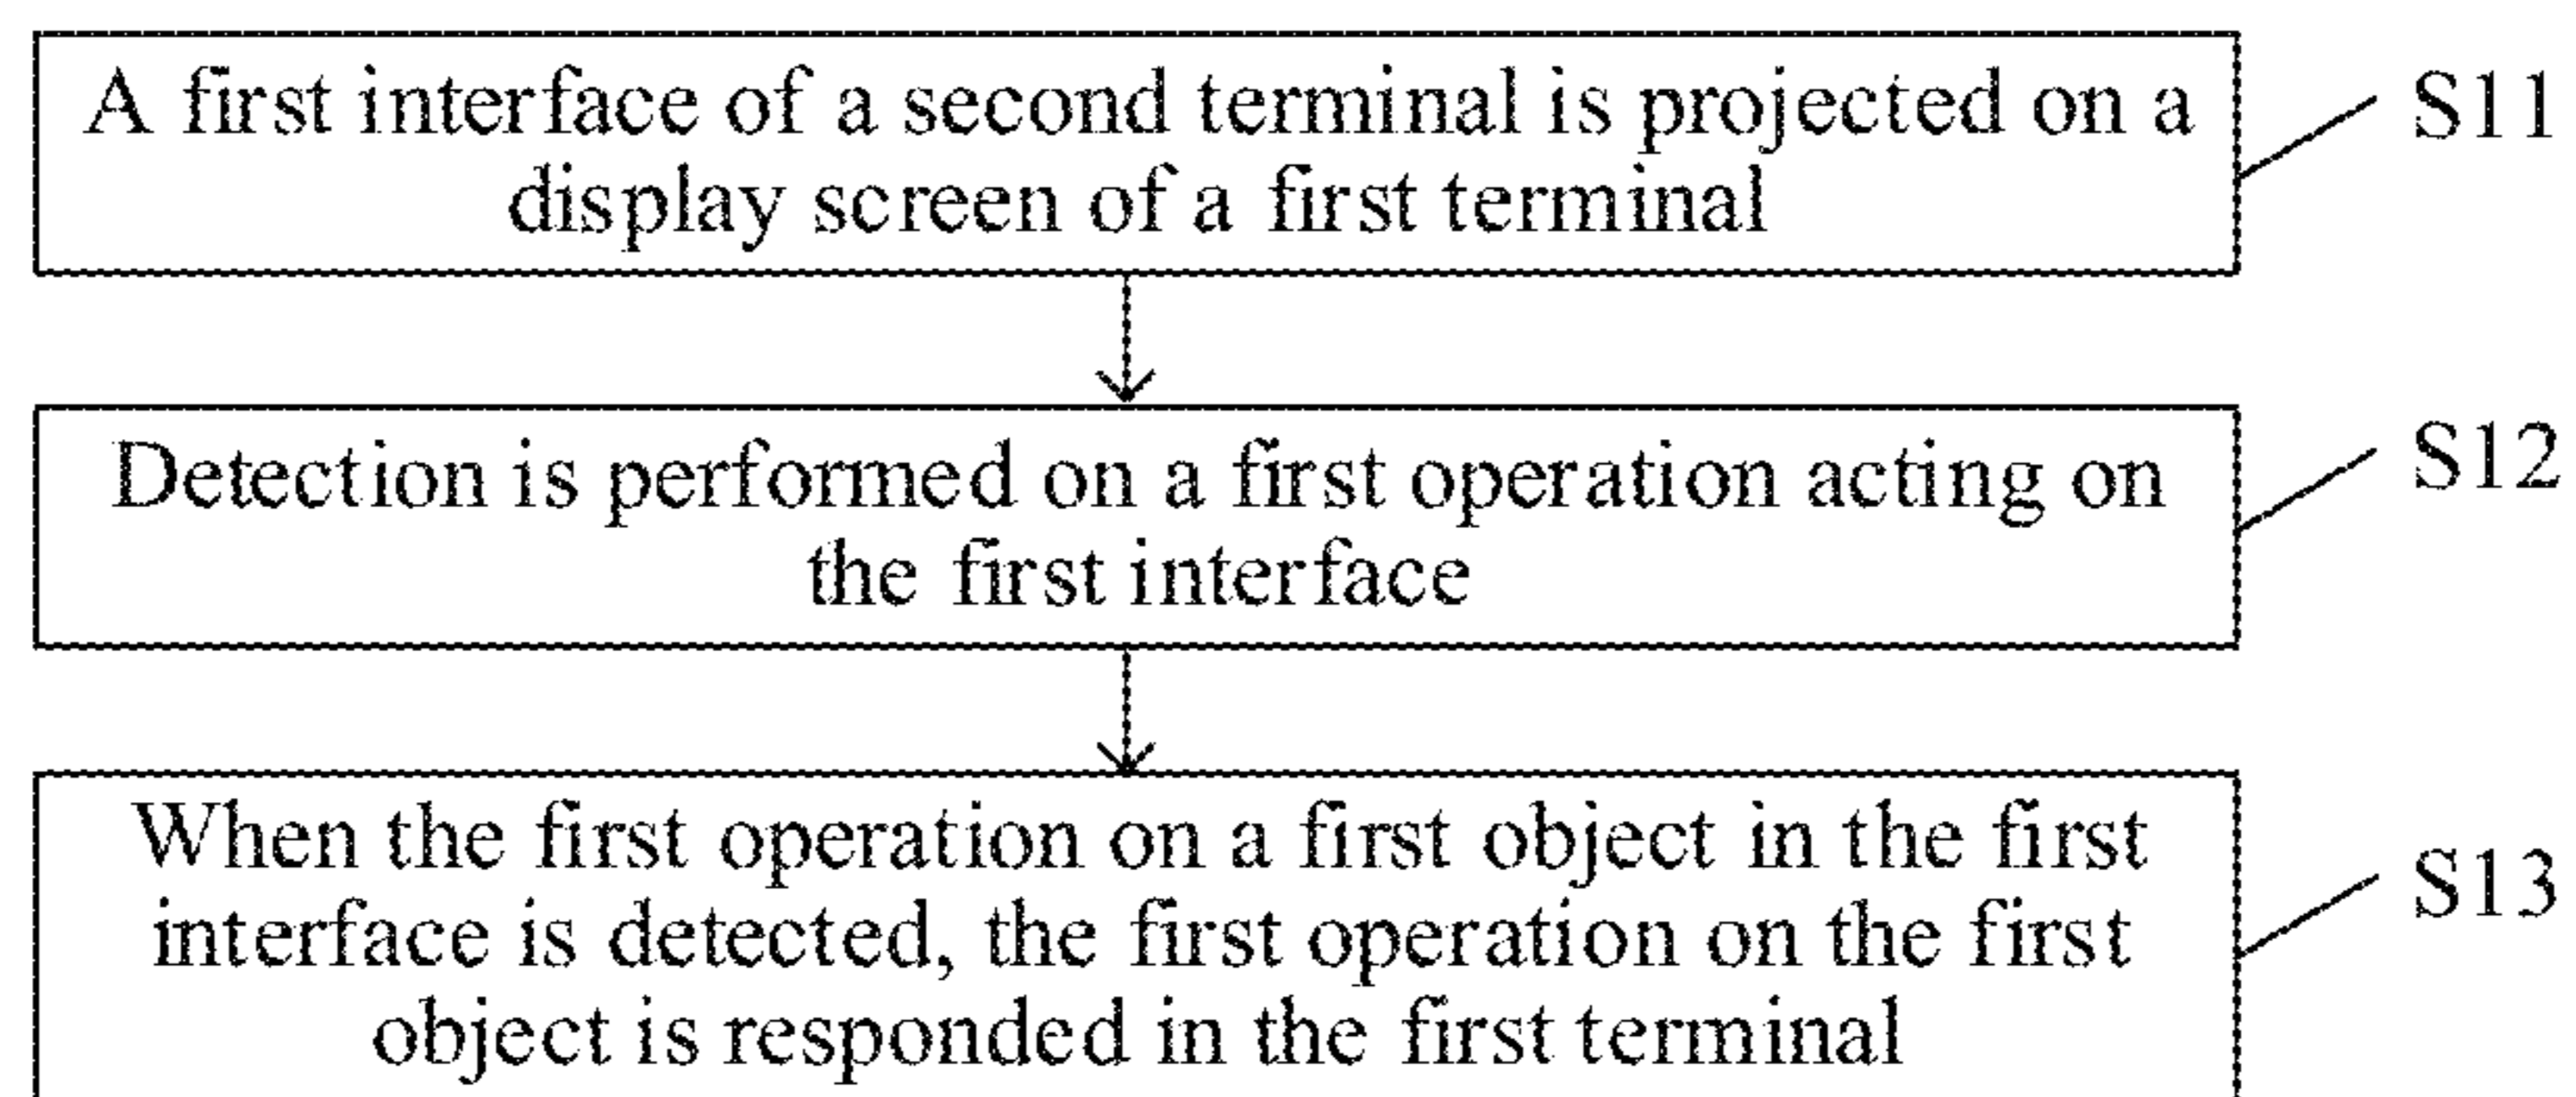 A first interface of a second terminal is projected on a
display screen of a first terminal
S11
Detection is performed on a first operation acting on
the first interface
S12
When the first operation on a first object in the first
interface is detected, the first operation on the first
object is responded in the first terminal
S13